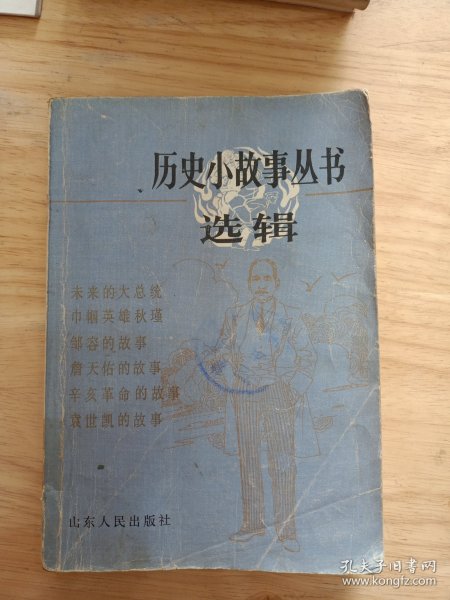 历史小故事丛书
选辑
未来的大总统
巾帼英雄秋瑾
邹容的故事
詹天佑的故事
辛亥革命的故事
袁世凯的故事
山东人民出版社
孔夫子旧书网
www.kongfz.com